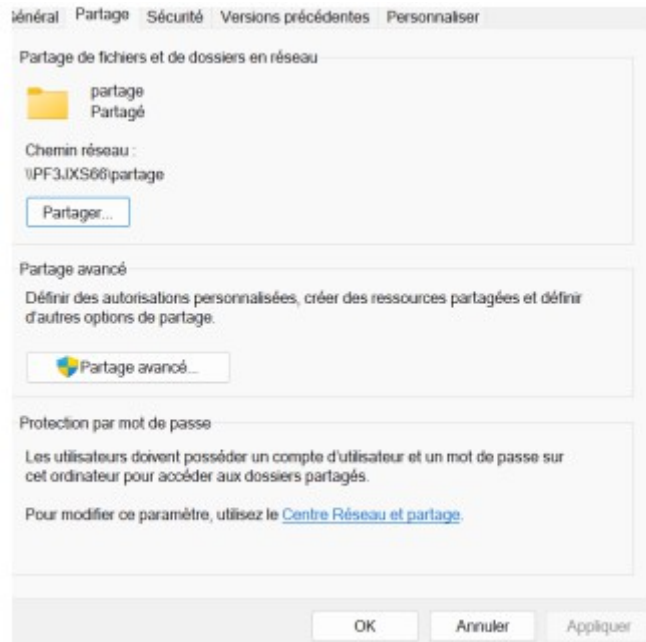 Général Partage Sécurité Versions précédentes Personnaliser
Partage de fichiers et de dossiers en réseau
partage
Partagé
Chemin réseau :
\\PF3JXS66\partage
Partager...
Partage avancé
Définir des autorisations personnalisées, créer des ressources partagées et définir
d'autres options de partage.
Partage avancé...
Protection par mot de passe
Les utilisateurs doivent posséder un compte d'utilisateur et un mot de passe sur
cet ordinateur pour accéder aux dossiers partagés.
Pour modifier ce paramètre, utilisez le Centre Réseau et partage.
OK Annuler Appliquer